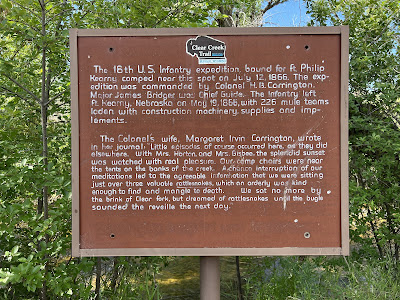 Clear Creek
Trail
The 18th U.S. Infantry expedition, bound for Ft. Philip
Kearny, camped near this spot on July 12, 1866. The exp-
edition was commanded by Colonel H.B. Carrington.
Major James Bridger was Chief Guide. The Infantry left
Ft. Kearny, Nebraska on May 19, 1866, with 226 mule teams
laden with construction machinery, supplies and imp-
lements.
The Colonel's wife, Margaret Irvin Carrington, wrote
in her journal: "Little episodes of course occurred here, as they did
elsewhere. With Mrs. Horton and Mrs. Bisbee, the splendid sunset
was watched with real pleasure. Our camp chairs were near
the tents on the banks of the creek. A chance interruption of our
meditations led to the agreeable information that we were sitting
just over three valuable rattlesnakes, which an orderly was kind
enough to find and mangle to death. We sat no more by
the brink of Clear Fork, but dreamed of rattlesnakes until the bugle
sounded the reveille the next day."